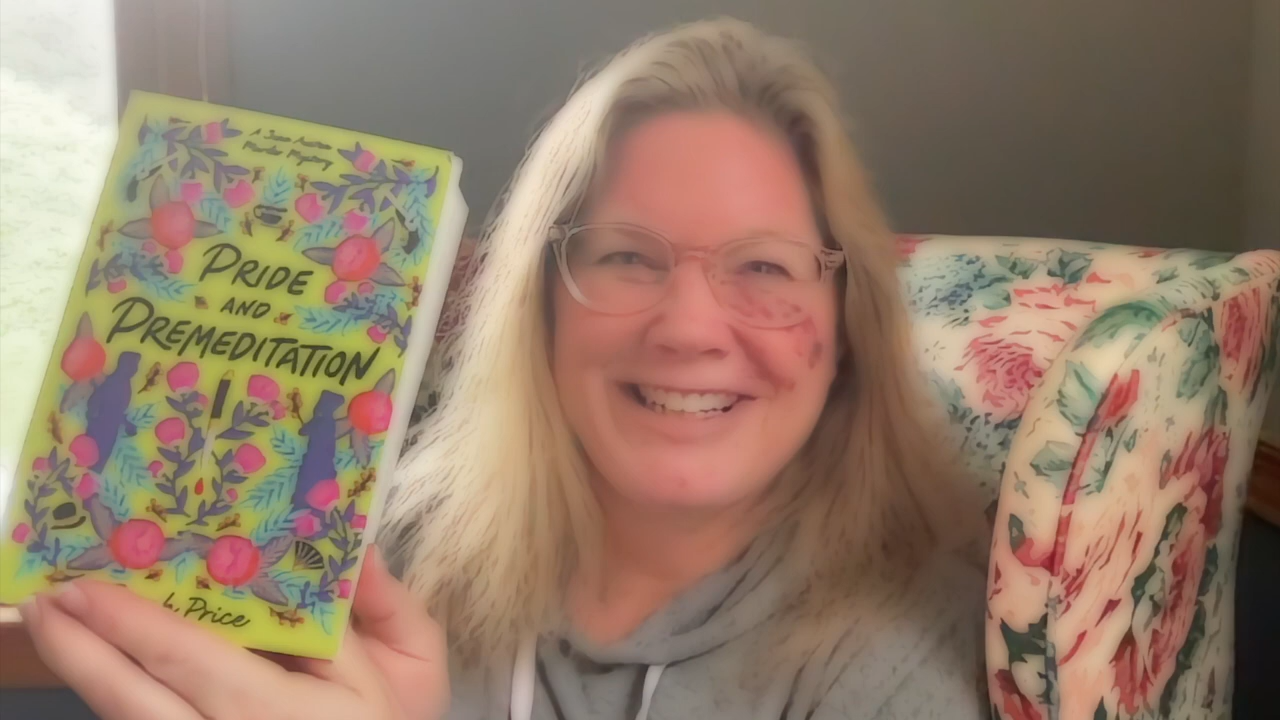 A Jane Austen
Murder Mystery
PRIDE
AND
PREMEDITATION
Price